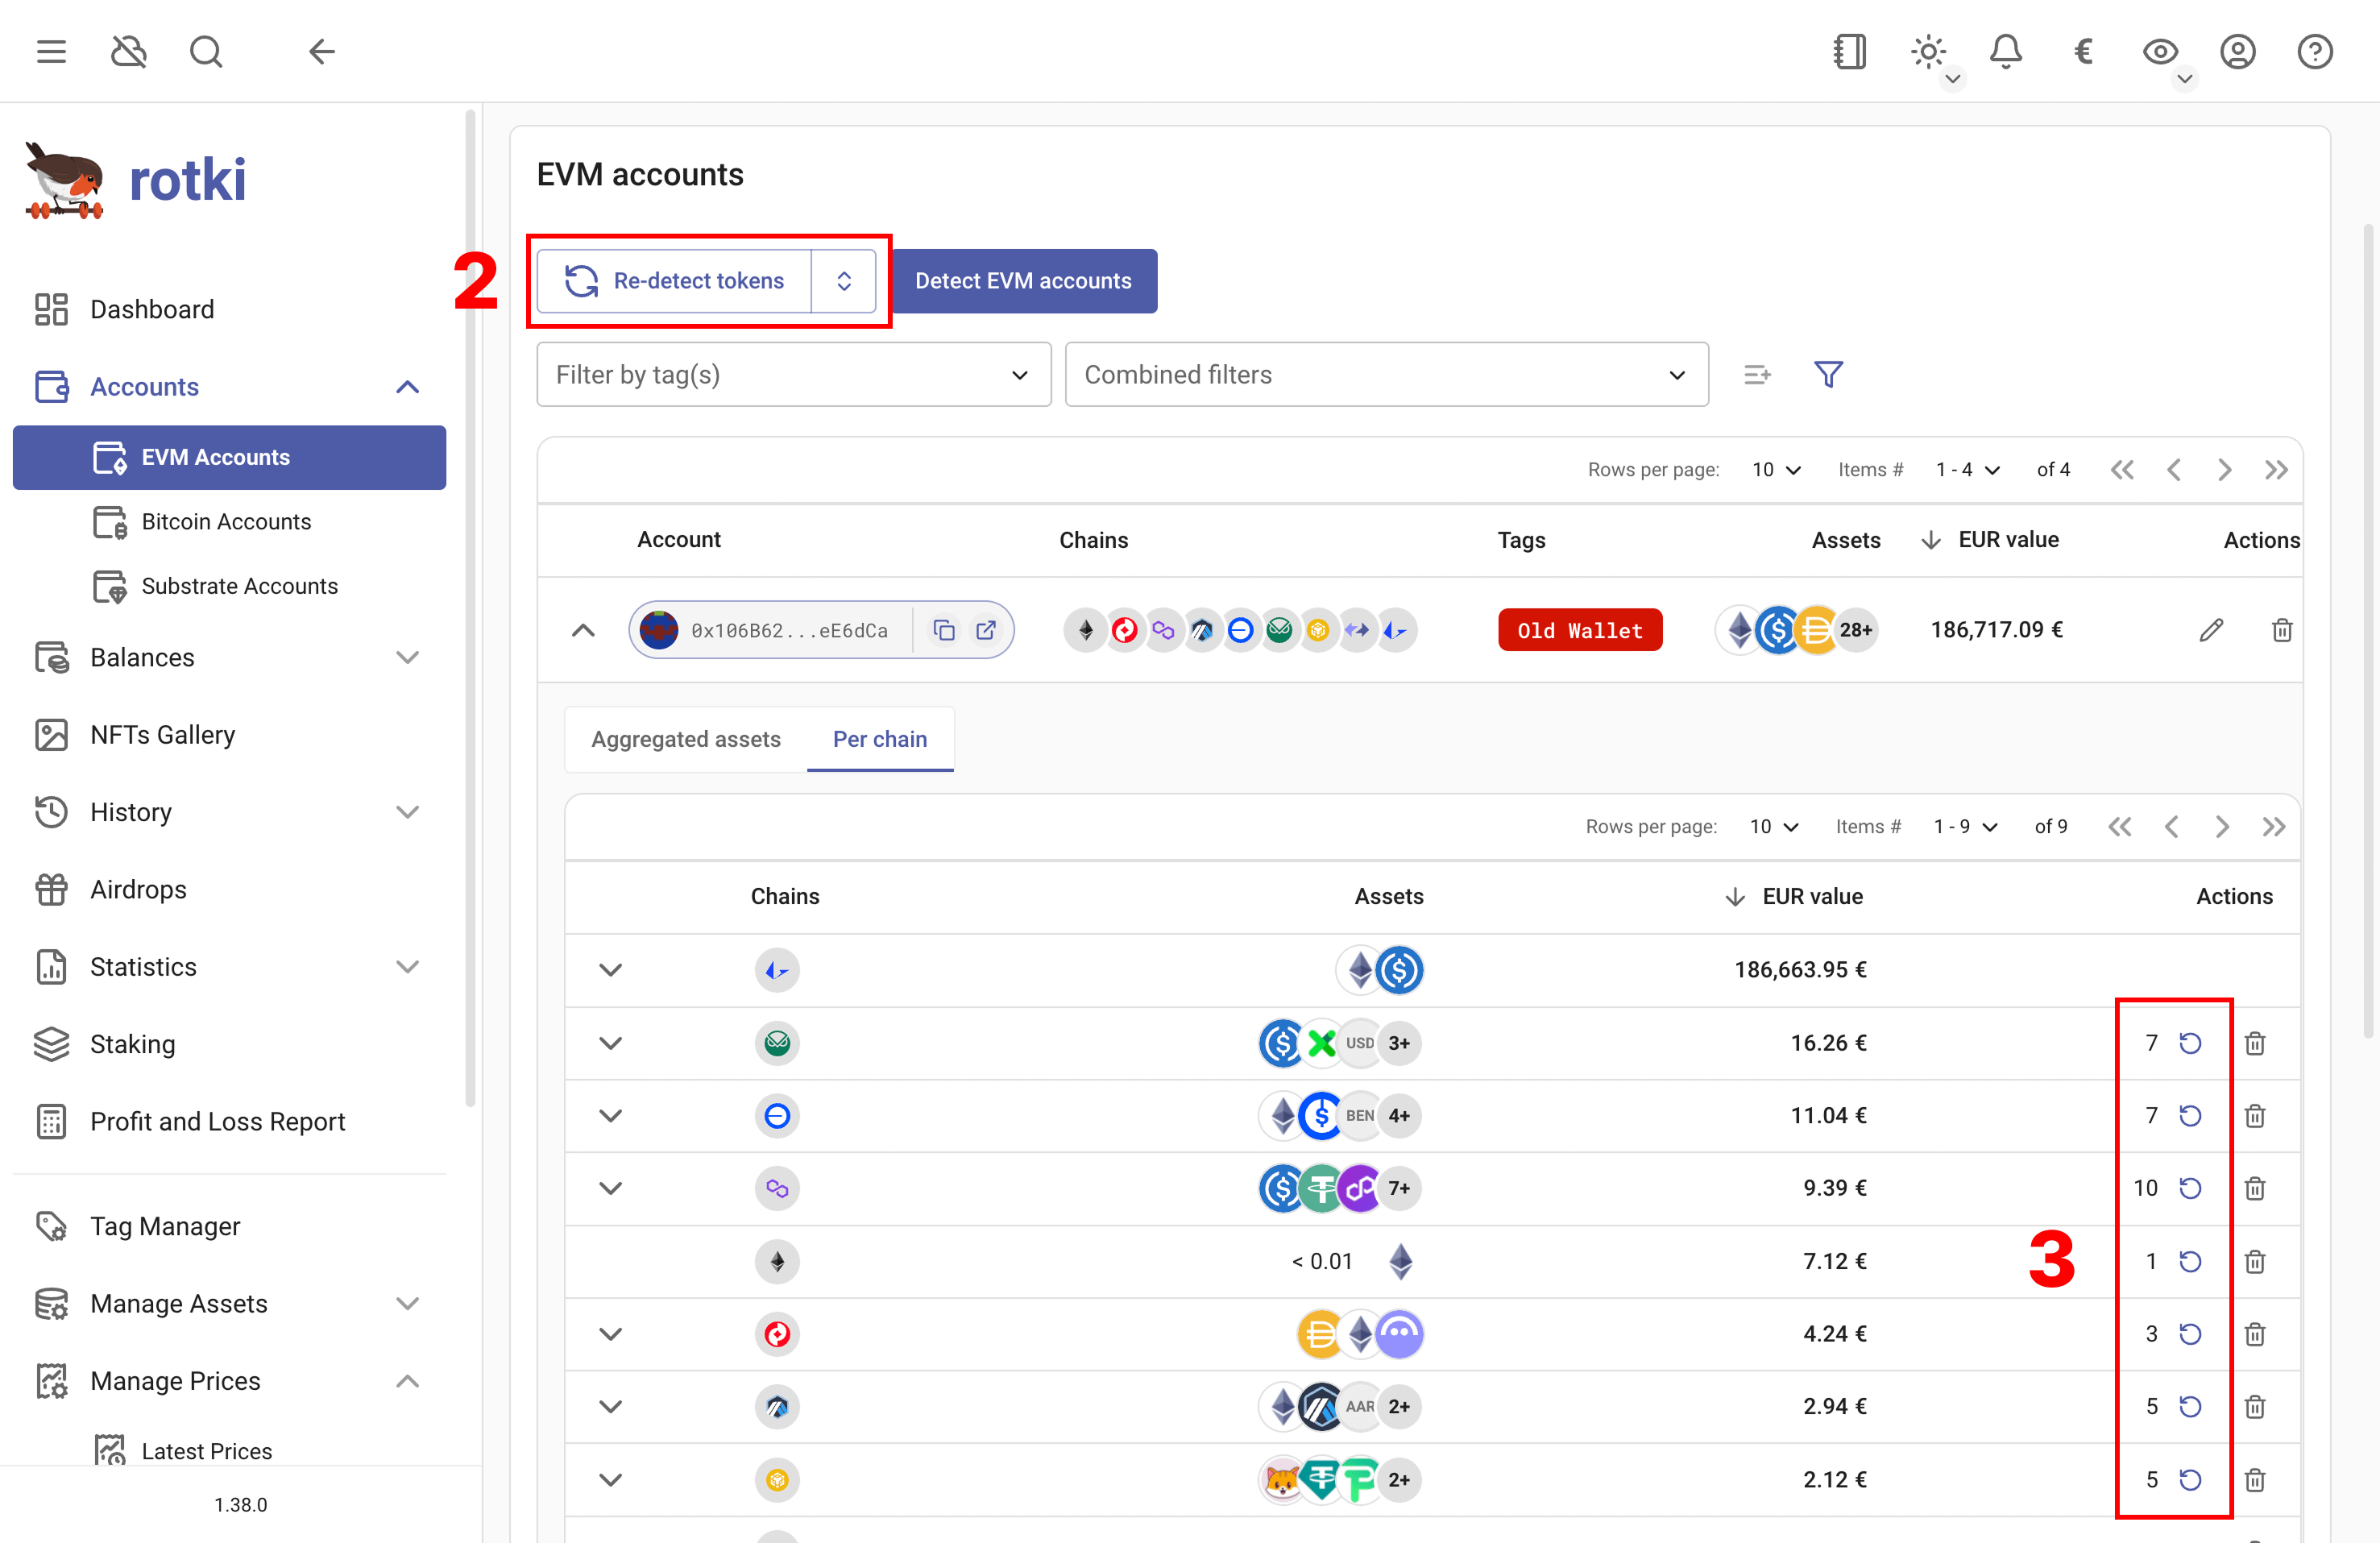 rotki
Dashboard
Accounts
EVM Accounts
Bitcoin Accounts
Substrate Accounts
Balances
NFTs Gallery
History
Airdrops
Statistics
Staking
Profit and Loss Report
Tag Manager
Manage Assets
Manage Prices
Latest Prices
1.38.0
€
EVM accounts
2
Re-detect tokens
Detect EVM accounts
Filter by tag(s)
Combined filters
Rows per page: 10 Items # 1 - 4 of 4
Account Chains Tags Assets EUR value Actions
0x106B62...eE6dCa Old Wallet 28+ 186,717.09 €
Aggregated assets Per chain
Rows per page: 10 Items # 1 - 9 of 9
Chains Assets EUR value Actions
186,663.95 €
USD 3+ 16.26 € 7
BEN 4+ 11.04 € 7
7+ 9.39 € 10
< 0.01 7.12 € 1
3
4.24 € 3
AAR 2+ 2.94 € 5
2+ 2.12 € 5